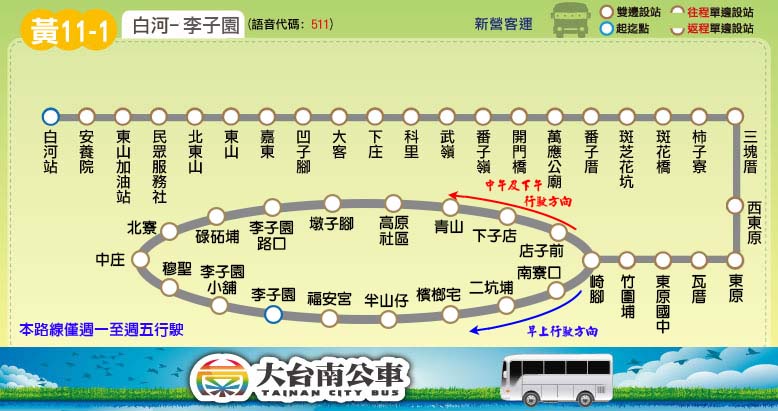 黃11-1
白河-李子園
(語音代碼：511)
新營客運
雙邊設站
往程單邊設站
起迄點
返程單邊設站
白河站
安養院
東山加油站
民眾服務社
北東山
東山
嘉東
凹子腳
大客
下庄
科里
武嶺
番子嶺
開門橋
萬應公廟
番子厝
斑芝花坑
斑花橋
柿子寮
三塊厝
西東原
東原
瓦厝
東原國中
竹圍埔
崎腳
中午及下午
行駛方向
店子前
下子店
青山
高原
社區
墩子腳
李子園
路口
碌砳埔
北寮
中庄
穆聖
李子園
小舖
李子園
福安宮
半山仔
檳榔宅
二坑埔
南寮口
早上行駛方向
本路線僅週一至週五行駛
大台南公車
TAINAN CITY BUS